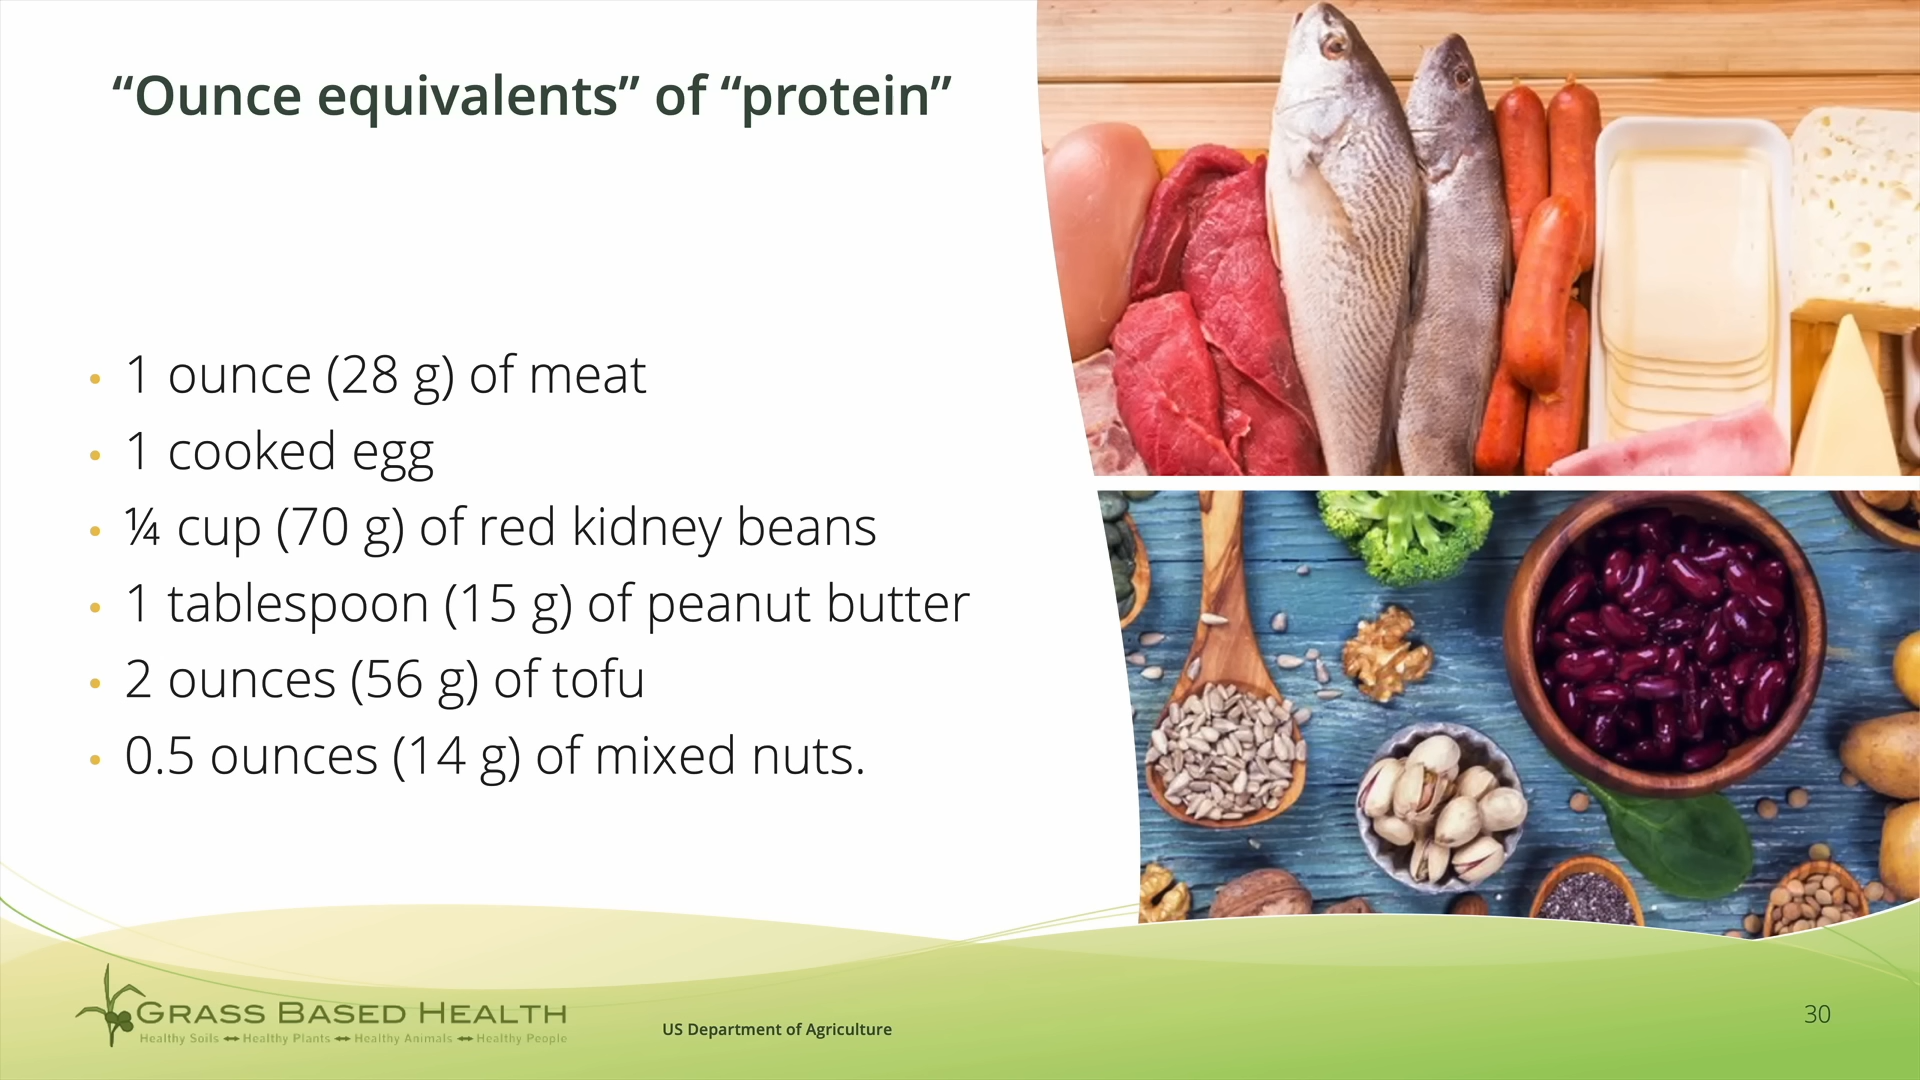 “Ounce equivalents” of “protein”
• 1 ounce (28 g) of meat
• 1 cooked egg
• ¼ cup (70 g) of red kidney beans
• 1 tablespoon (15 g) of peanut butter
• 2 ounces (56 g) of tofu
• 0.5 ounces (14 g) of mixed nuts.
GRASS BASED HEALTH
Healthy Soils ⬌ Healthy Plants ⬌ Healthy Animals ⬌ Healthy People
US Department of Agriculture
30